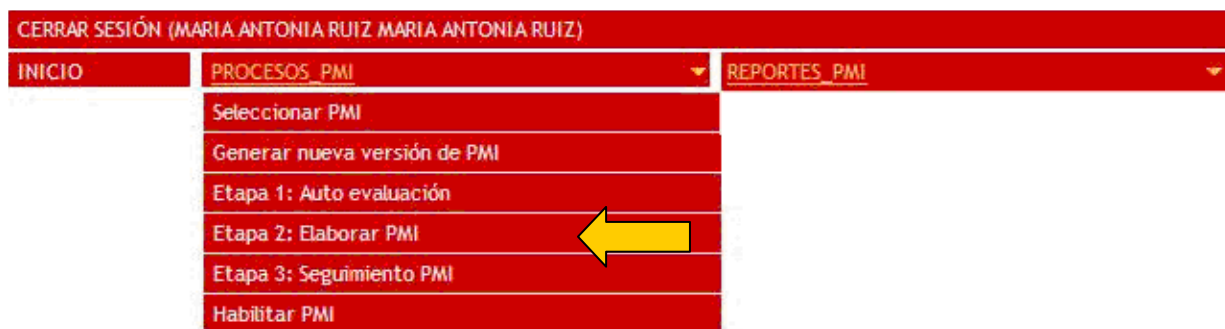 CERRAR SESIÓN (MARIA ANTONIA RUIZ MARIA ANTONIA RUIZ)
INICIO PROCESOS_PMI REPORTES_PMI
Seleccionar PMI
Generar nueva versión de PMI
Etapa 1: Auto evaluación
Etapa 2: Elaborar PMI
Etapa 3: Seguimiento PMI
Habilitar PMI